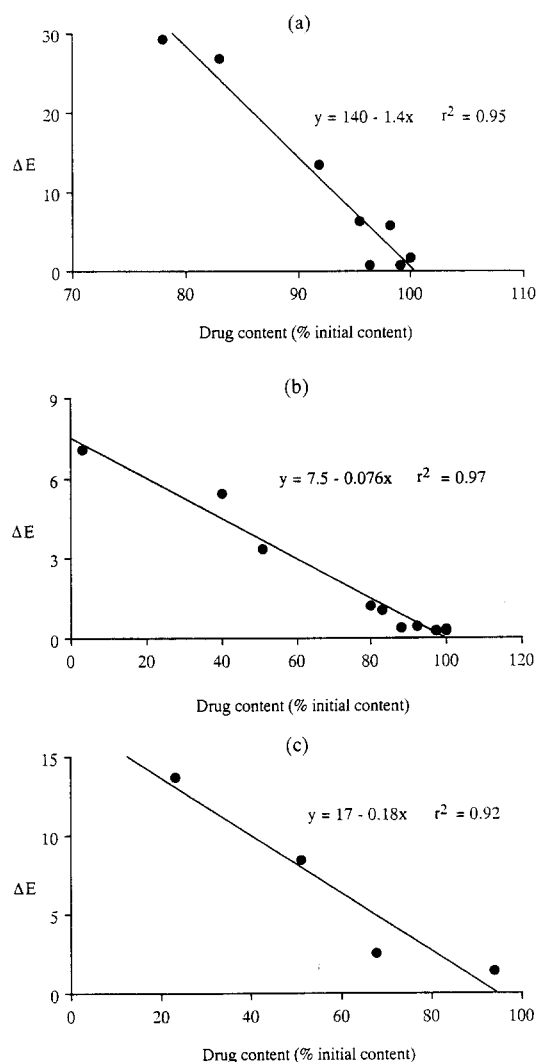 (a)
30
20
10
0
ΔE
y = 140 - 1.4x r² = 0.95
70 80 90 100 110
Drug content (% initial content)
(b)
9
6
3
0
ΔE
y = 7.5 - 0.076x r² = 0.97
0 20 40 60 80 100 120
Drug content (% initial content)
(c)
15
10
5
0
ΔE
y = 17 - 0.18x r² = 0.92
0 20 40 60 80 100
Drug content (% initial content)